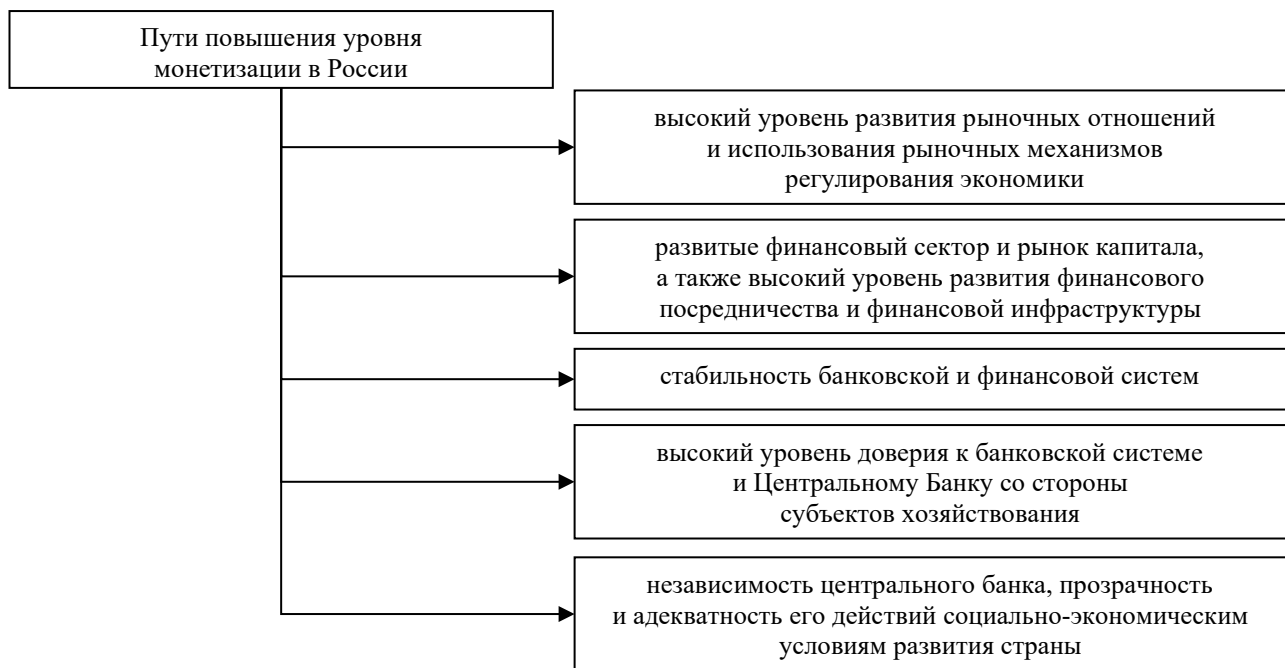 Пути повышения уровня
монетизации в России
высокий уровень развития рыночных отношений
и использования рыночных механизмов
регулирования экономики
развитые финансовый сектор и рынок капитала,
а также высокий уровень развития финансового
посредничества и финансовой инфраструктуры
стабильность банковской и финансовой систем
высокий уровень доверия к банковской системе
и Центральному Банку со стороны
субъектов хозяйствования
независимость центрального банка, прозрачность
и адекватность его действий социально-экономическим
условиям развития страны